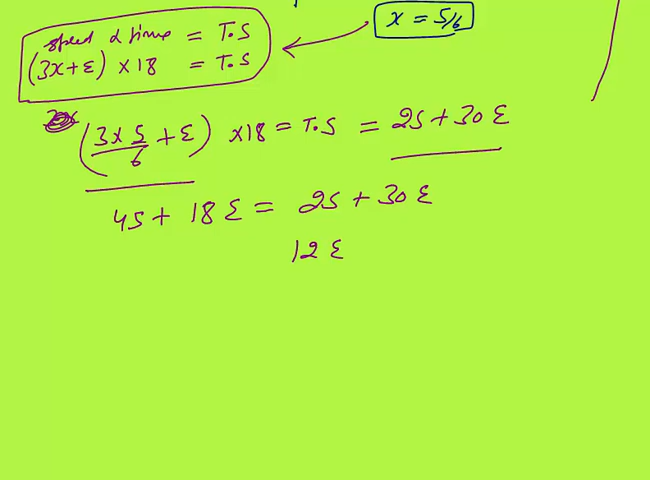 x = 5/6
speed × time = T.S
(3x+ε) ×18 = T.S
(3×5/6 + ε) ×18 = T.S = 25+30 ε
45+ 18 ε = 25 + 30 ε
12 ε